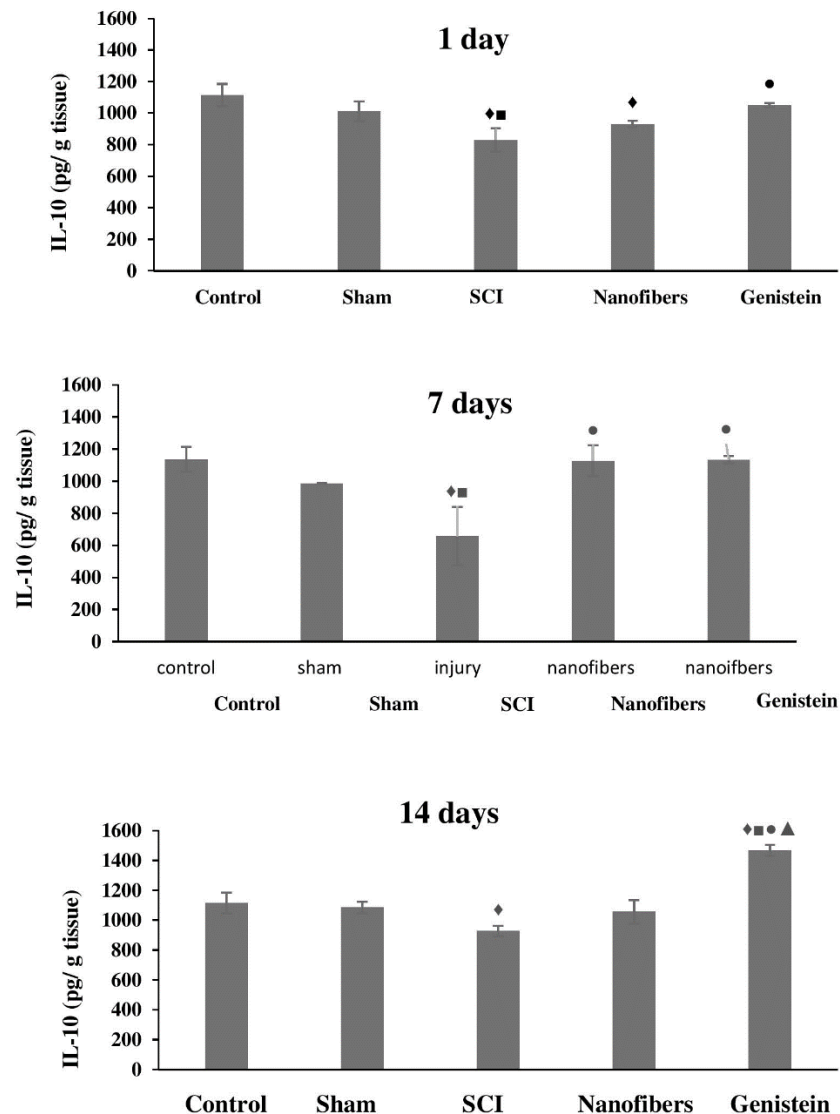 1 day
IL-10 (pg/ g tissue)
1600
1400
1200
1000
800
600
400
200
0
Control Sham SCI Nanofibers Genistein
7 days
IL-10 (pg/ g tissue)
1600
1400
1200
1000
800
600
400
200
0
control sham injury nanofibers nanoifbers
Control Sham SCI Nanofibers Genistein
14 days
IL-10 (pg/ g tissue)
1600
1400
1200
1000
800
600
400
200
0
Control Sham SCI Nanofibers Genistein